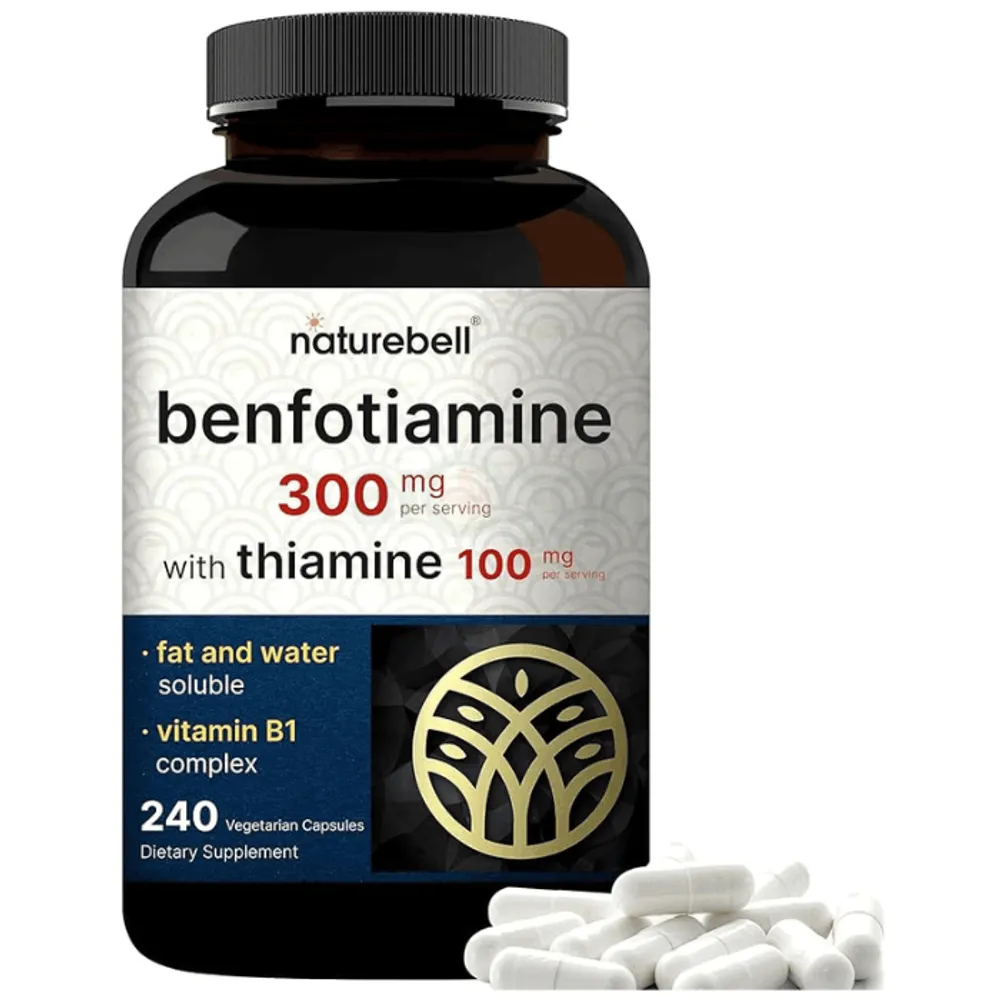 naturebell®
benfotiamine
300 mg
per serving
with thiamine 100 mg
per serving
· fat and water
soluble
· vitamin B1
complex
240 Vegetarian Capsules
Dietary Supplement